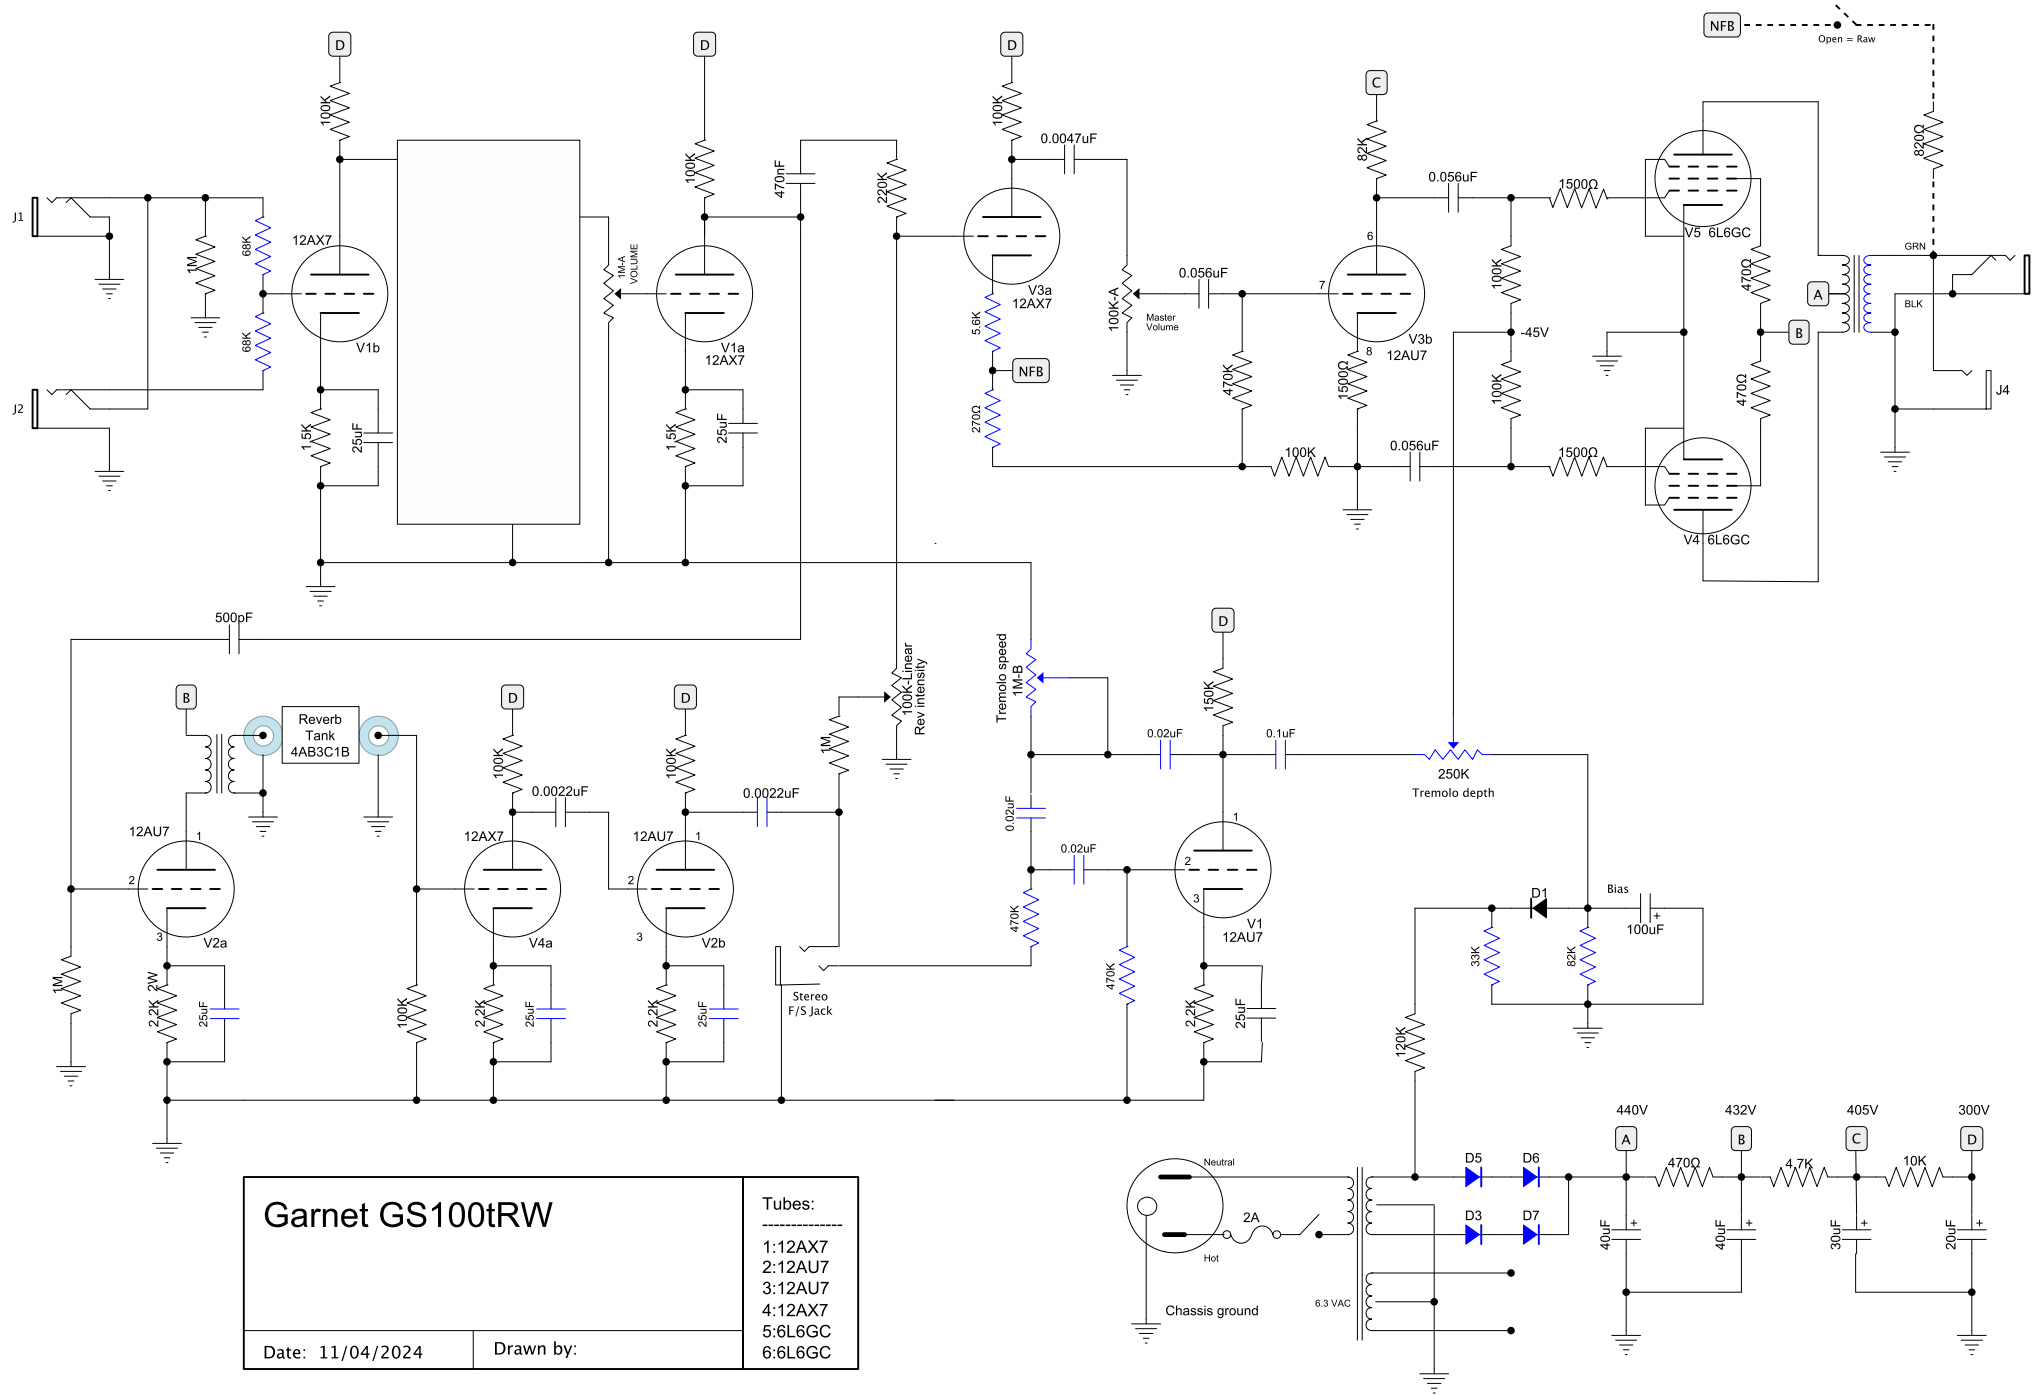 NFB
Open = Raw
D
D
D
C
100K
100K
470nF
220K
100K
0.0047uF
82K
0.056uF
1500Ω
820Ω
J1
1M
68K
68K
12AX7
V1b
1M-A
VOLUME
V1a
12AX7
V3a
12AX7
5.6K
NFB
270Ω
100K-A
Master
Volume
0.056uF
470K
7
6
8
V3b
12AU7
1500Ω
100K
-45V
100K
V5 6L6GC
470Ω
470Ω
A
B
GRN
BLK
J4
J2
1.5K
25uF
1.5K
25uF
100K
0.056uF
1500Ω
V4 6L6GC
500pF
B
Reverb
Tank
4AB3C1B
D
D
100K
100K
0.0022uF
0.0022uF
1M
100K-Linear
Rev intensity
Tremolo speed
1M-B
D
150K
0.02uF
0.1uF
250K
Tremolo depth
0.02uF
0.02uF
12AU7
1
2
3
V2a
12AX7
V4a
12AU7
1
2
3
V2b
470K
470K
1
2
3
V1
12AU7
D1
Bias
100uF
+
33K
82K
1M
2.2K 2W
25uF
100K
2.2K
25uF
2.2K
25uF
Stereo
F/S Jack
2.2K
25uF
120K
440V
432V
405V
300V
A
B
C
D
470Ω
4.7K
10K
40uF
+
40uF
+
30uF
+
20uF
+
D5
D6
D3
D7
Neutral
2A
Hot
Chassis ground
6.3 VAC
Garnet GS100tRW
Date: 11/04/2024
Drawn by:
Tubes:
--------------
1:12AX7
2:12AU7
3:12AU7
4:12AX7
5:6L6GC
6:6L6GC